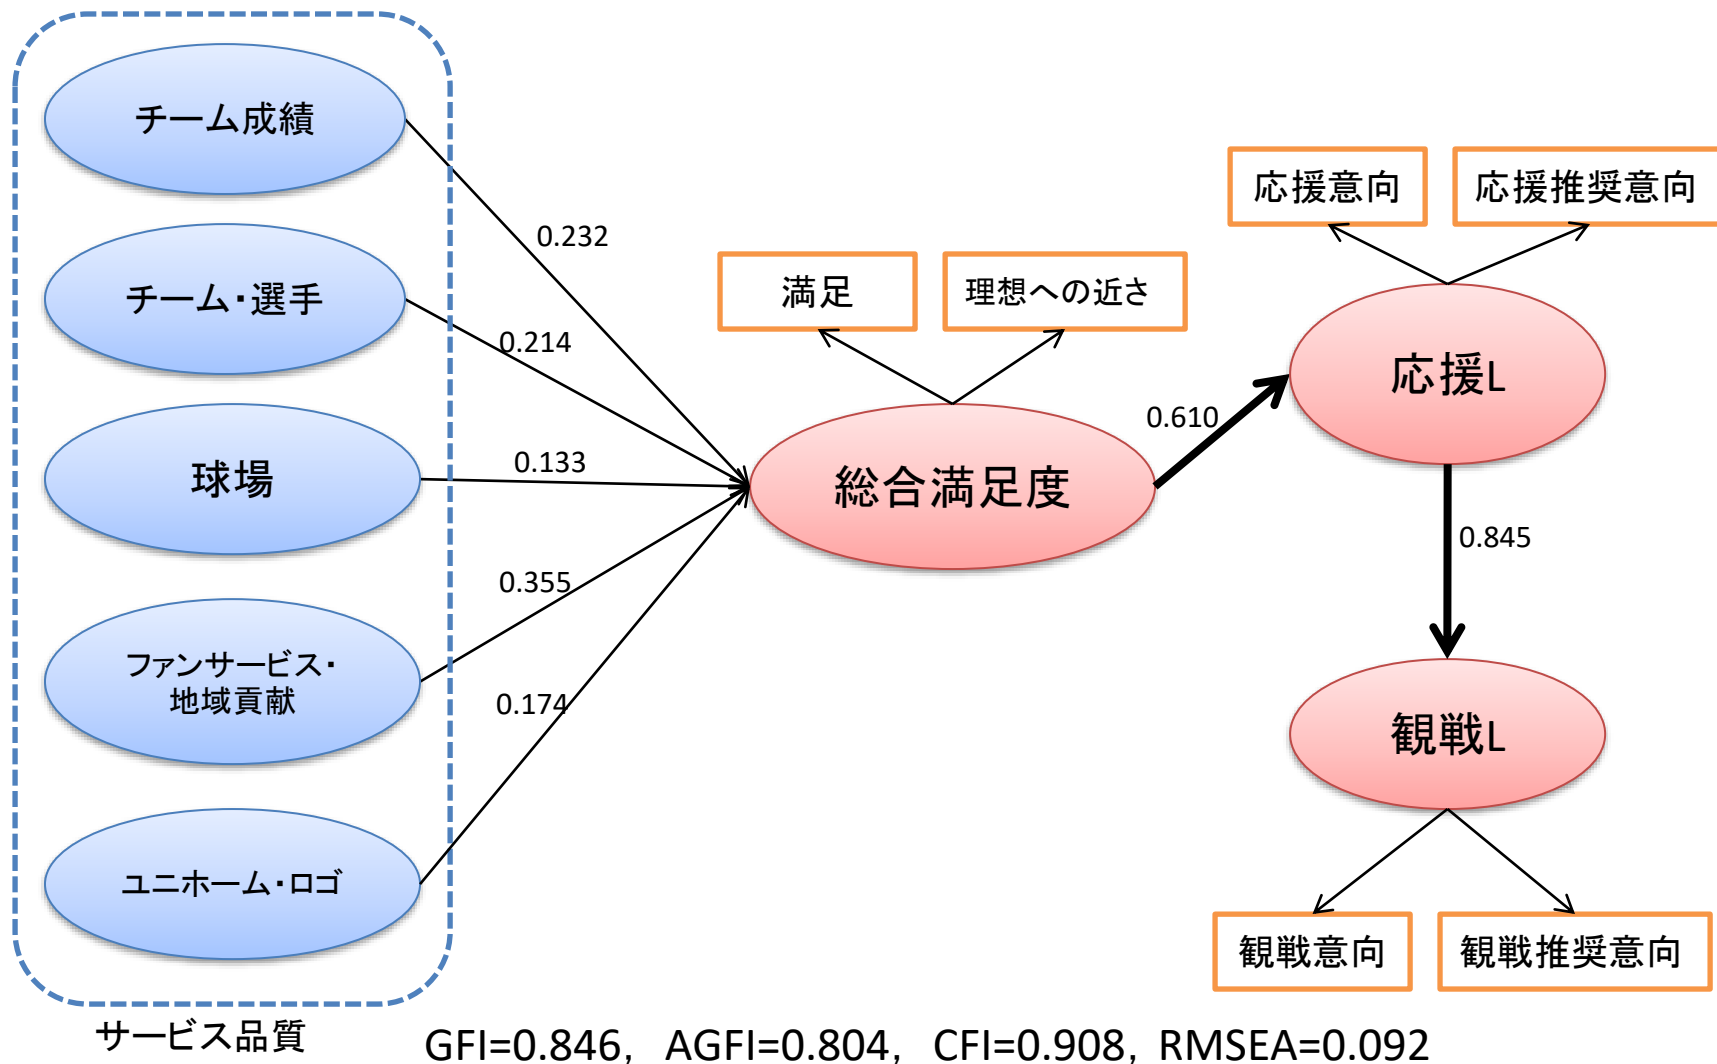 チーム成績
チーム・選手
球場
ファンサービス・
地域貢献
ユニホーム・ロゴ
サービス品質
0.232
0.214
0.133
0.355
0.174
満足
理想への近さ
総合満足度
0.610
応援意向
応援推奨意向
応援L
0.845
観戦L
観戦意向
観戦推奨意向
GFI=0.846, AGFI=0.804, CFI=0.908, RMSEA=0.092